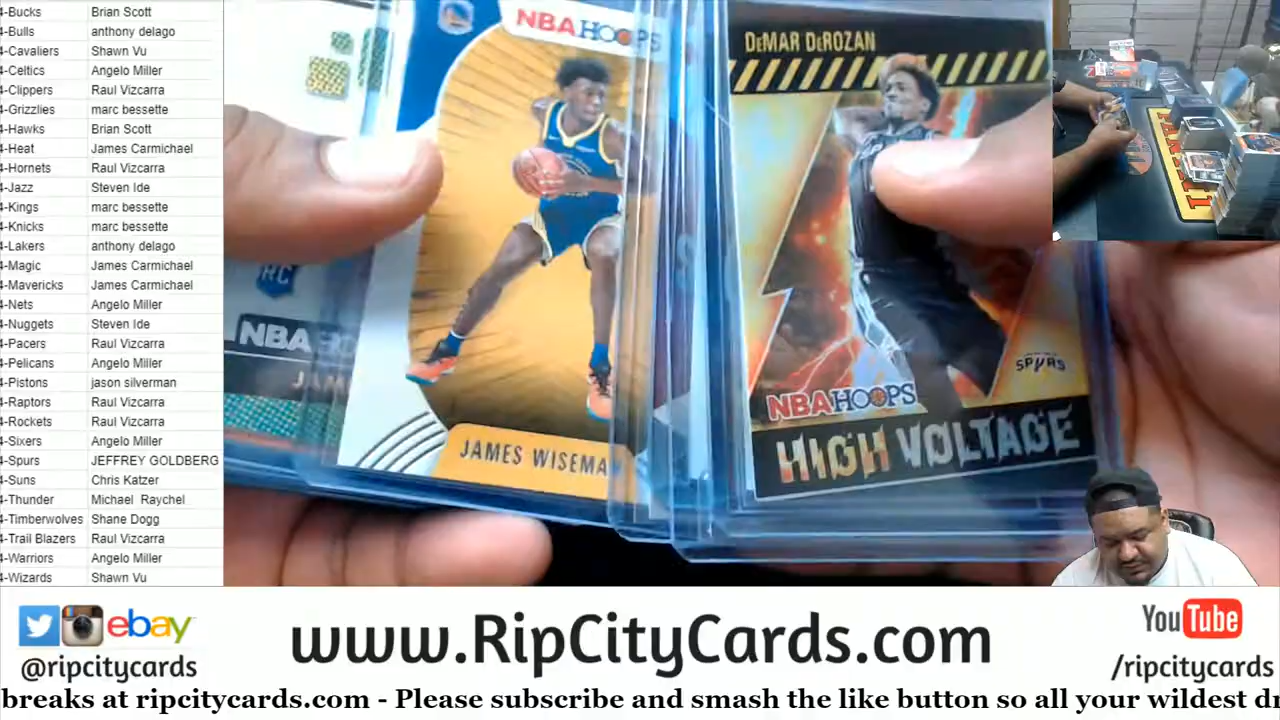 4-Bucks Brian Scott
4-Bulls anthony delago
4-Cavaliers Shawn Vu
4-Celtics Angelo Miller
4-Clippers Raul Vizcarra
4-Grizzlies marc bessette
4-Hawks Brian Scott
4-Heat James Carmichael
4-Hornets Raul Vizcarra
4-Jazz Steven Ide
4-Kings marc bessette
4-Knicks marc bessette
4-Lakers anthony delago
4-Magic James Carmichael
4-Mavericks James Carmichael
4-Nets Angelo Miller
4-Nuggets Steven Ide
4-Pacers Raul Vizcarra
4-Pelicans Angelo Miller
4-Pistons jason silverman
4-Raptors Raul Vizcarra
4-Rockets Raul Vizcarra
4-Sixers Angelo Miller
4-Spurs JEFFREY GOLDBERG
4-Suns Chris Katzer
4-Thunder Michael Raychel
4-Timberwolves Shane Dogg
4-Trail Blazers Raul Vizcarra
4-Warriors Angelo Miller
4-Wizards Shawn Vu
RC
NBA
JAM
NBA HOOPS
JAMES WISEMA
DeMAR DeROZAN
SPURS
NBA HOOPS
HIGH VOLTAGE
ebay
@ripcitycards
www.RipCityCards.com
YouTube
/ripcitycards
breaks at ripcitycards.com - Please subscribe and smash the like button so all your wildest dr